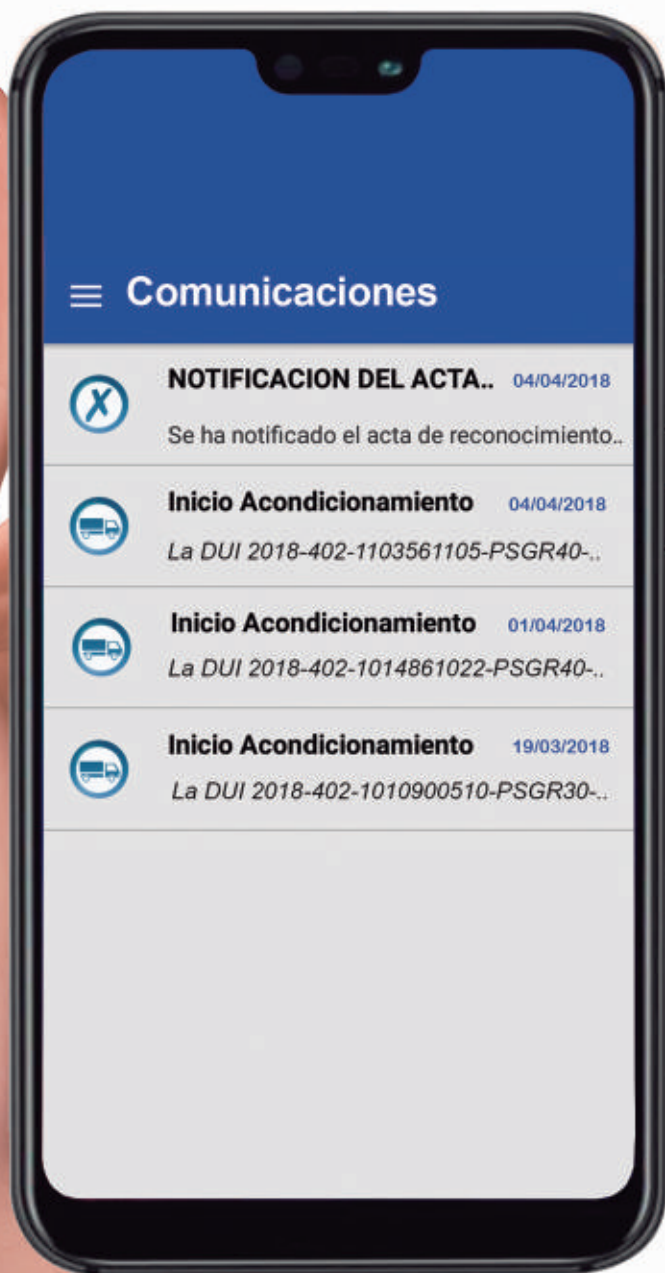 Comunicaciones
NOTIFICACION DEL ACTA.. 04/04/2018
Se ha notificado el acta de reconocimiento..
Inicio Acondicionamiento 04/04/2018
La DUI 2018-402-1103561105-PSGR40-..
Inicio Acondicionamiento 01/04/2018
La DUI 2018-402-1014861022-PSGR40-..
Inicio Acondicionamiento 19/03/2018
La DUI 2018-402-1010900510-PSGR30-..